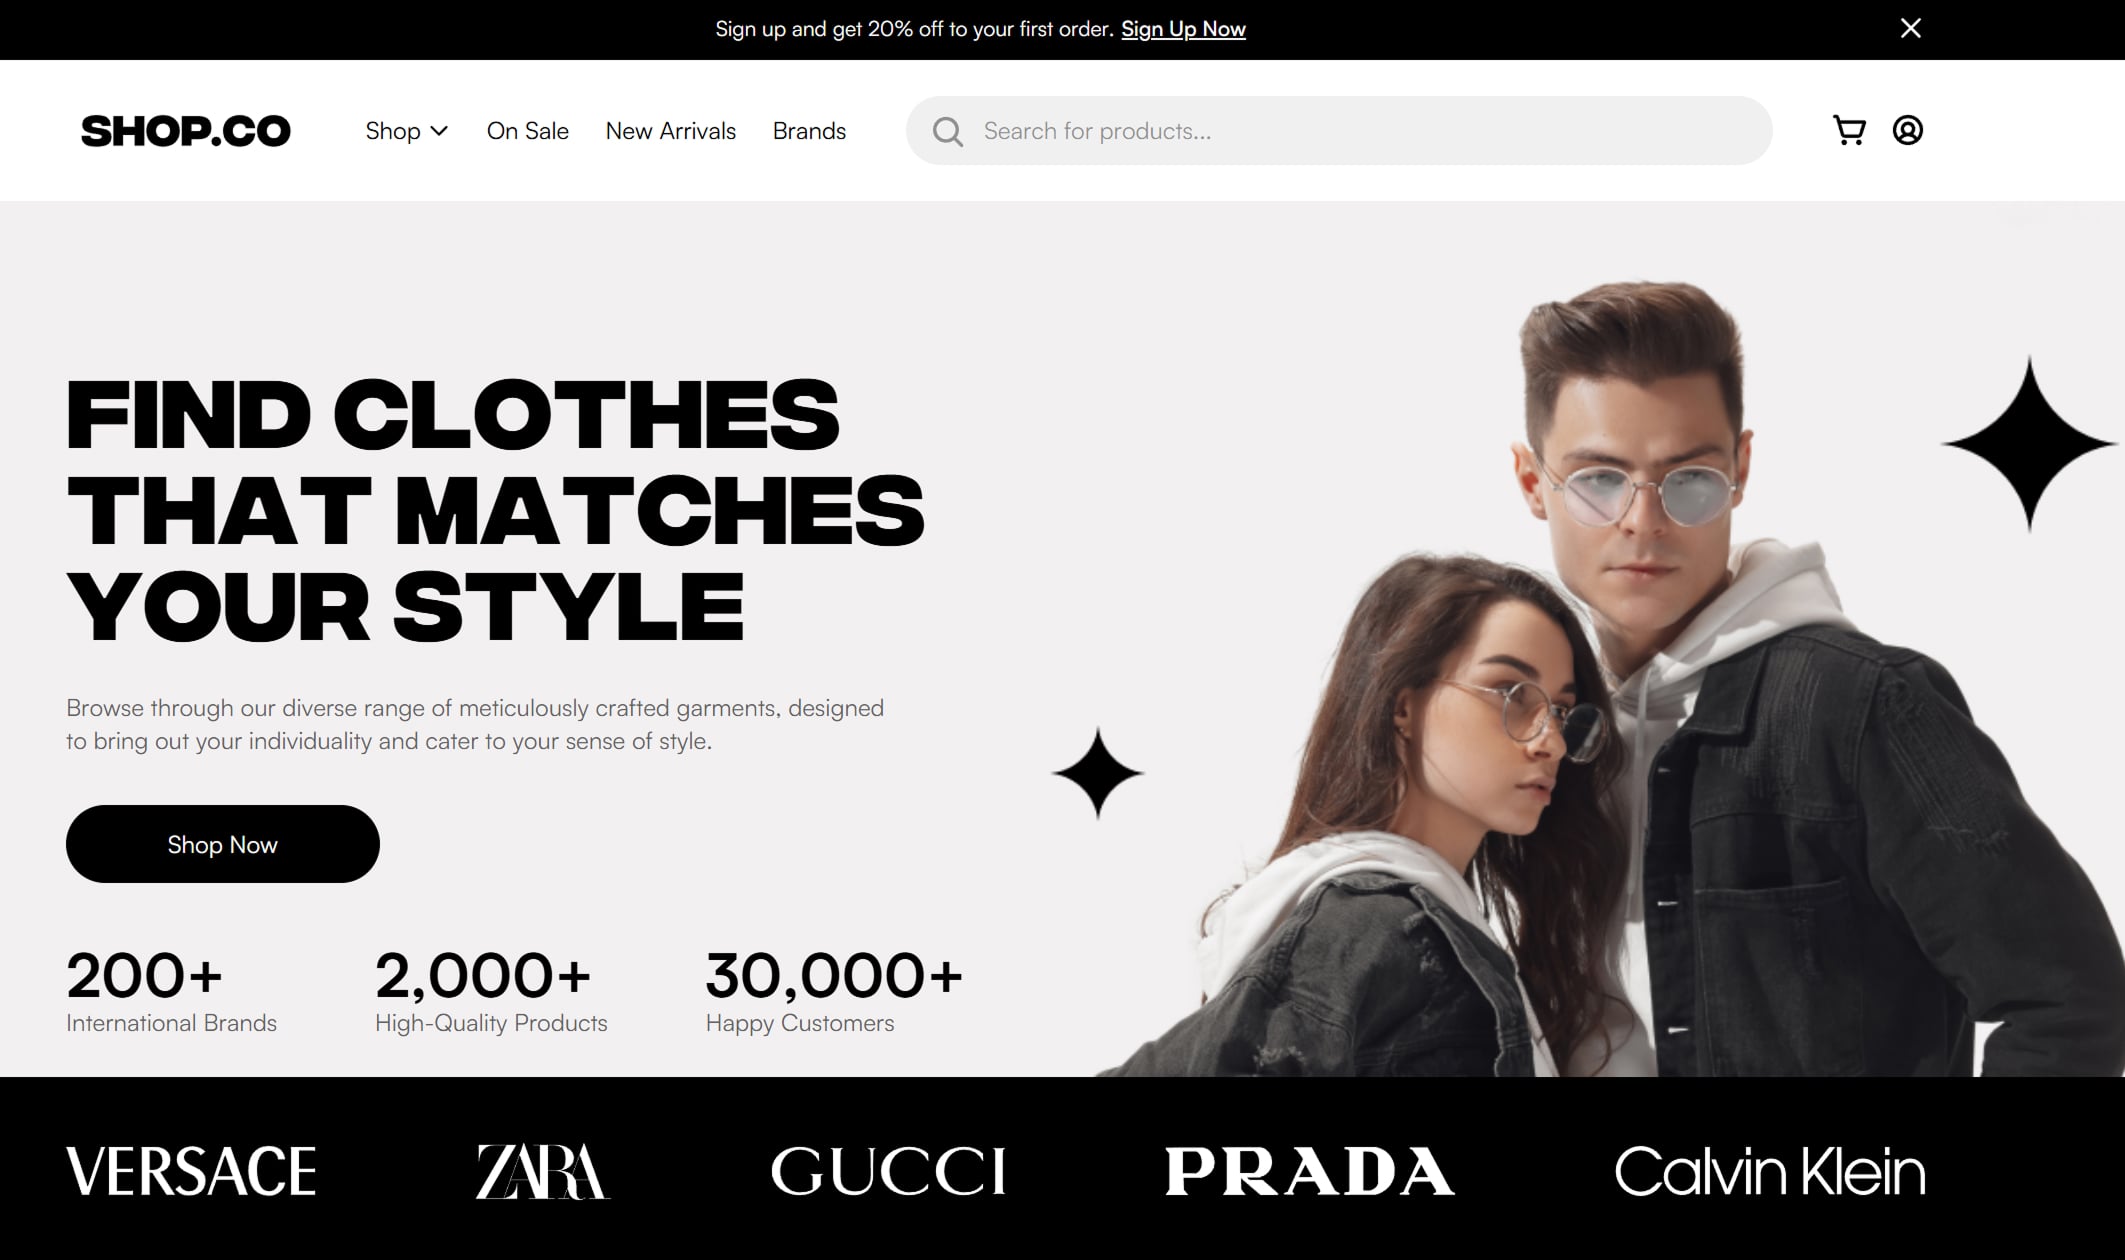 Sign up and get 20% off to your first order. Sign Up Now
SHOP.CO
Shop
On Sale
New Arrivals
Brands
Search for products...
FIND CLOTHES
THAT MATCHES
YOUR STYLE
Browse through our diverse range of meticulously crafted garments, designed
to bring out your individuality and cater to your sense of style.
Shop Now
200+
International Brands
2,000+
High-Quality Products
30,000+
Happy Customers
VERSACE
ZARA
GUCCI
PRADA
Calvin Klein